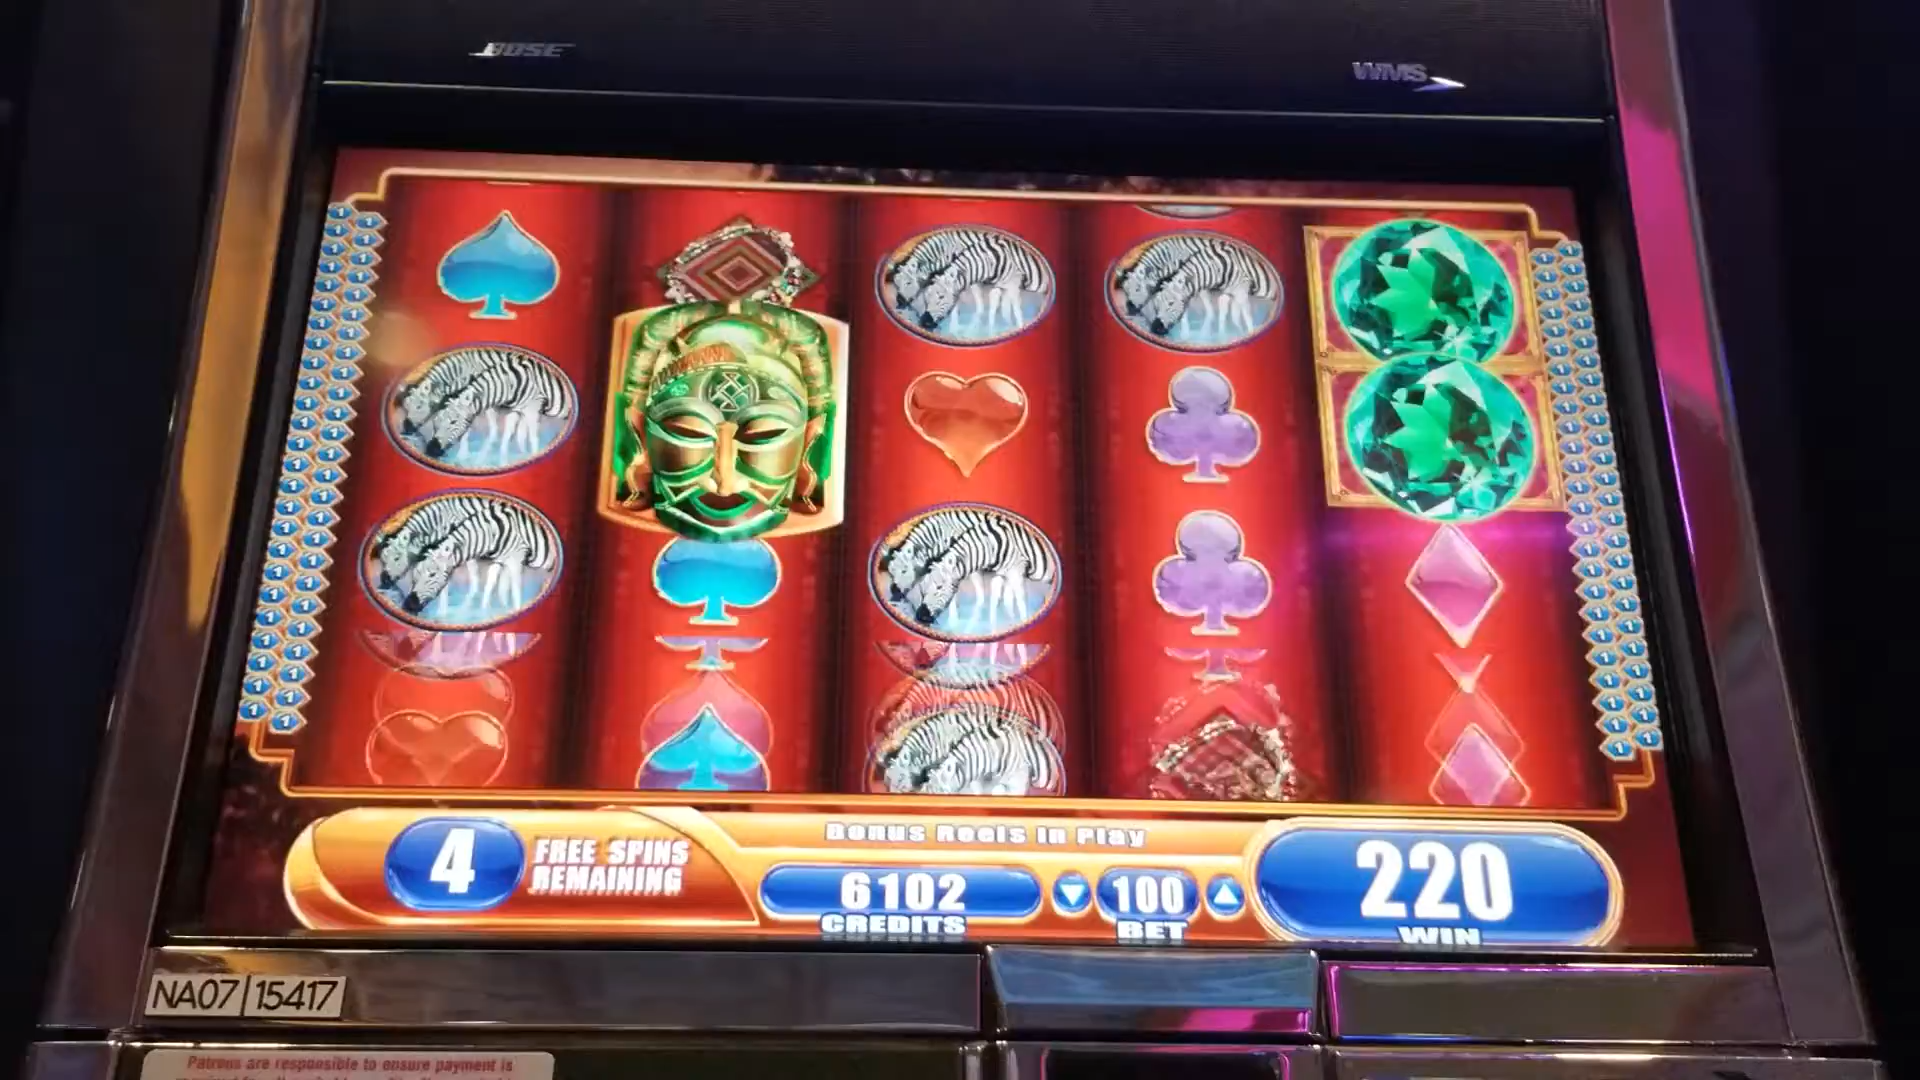 BOSE
WMS
4
FREE SPINS
REMAINING
Bonus Reels In Play
6102
CREDITS
100
BET
220
WIN
NA07 15417
Patrons are responsible to ensure payment is